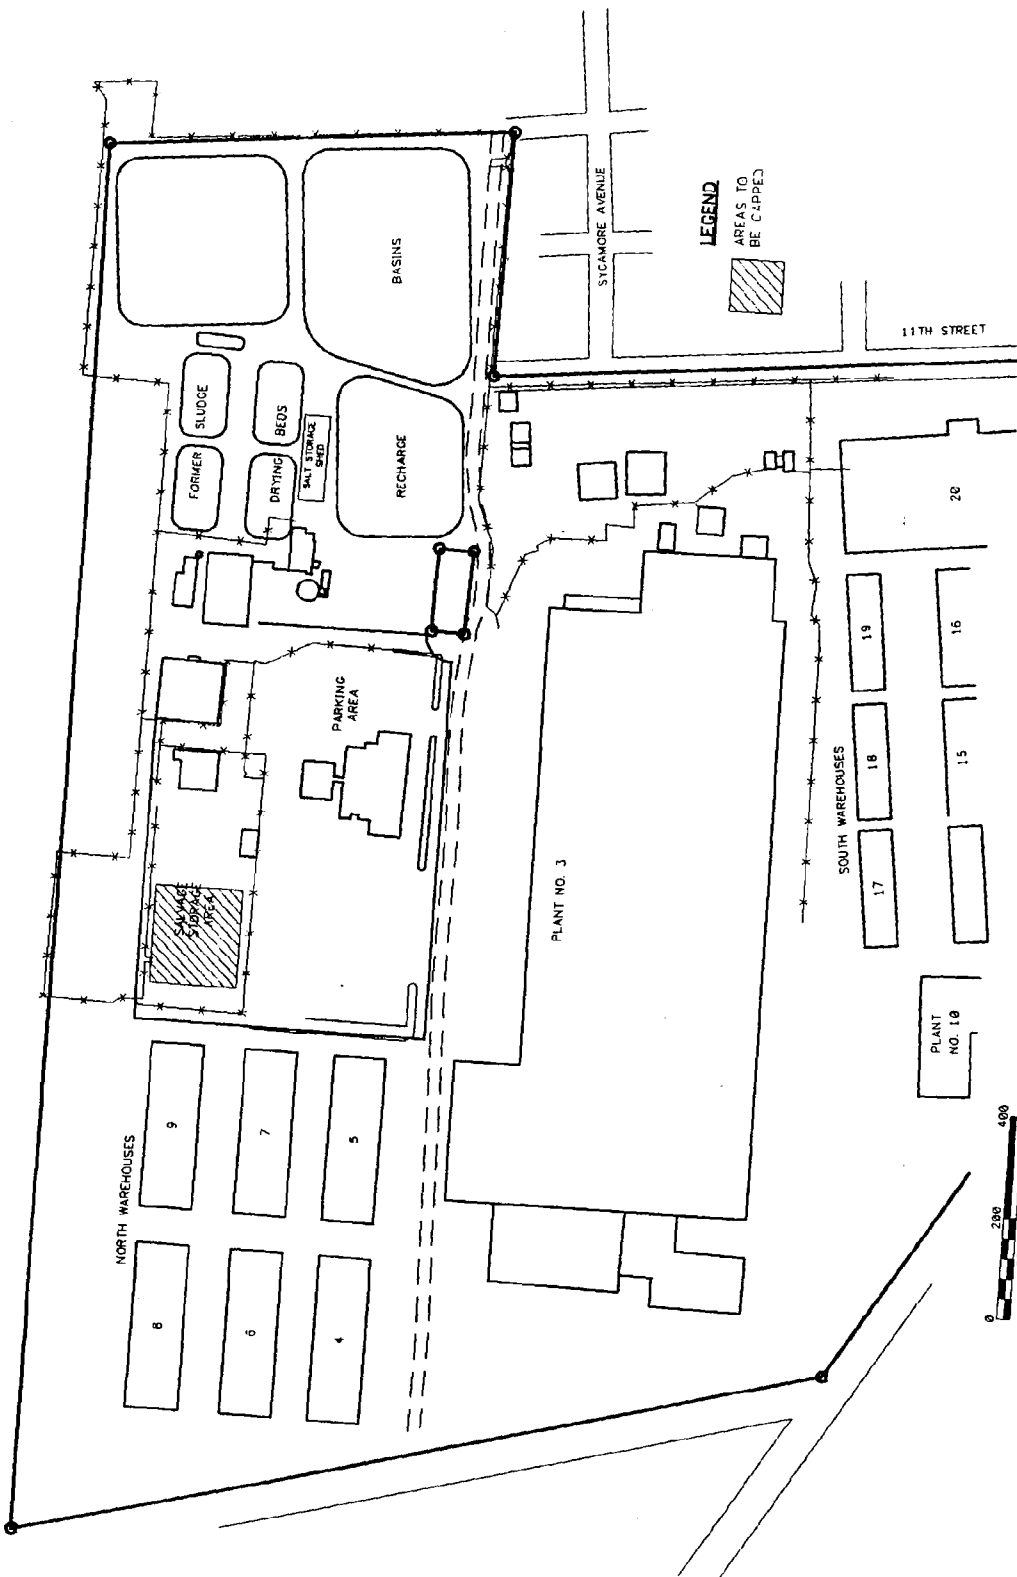 SYCAMORE AVENUE
LEGEND
AREAS TO
BE CAPPED
11TH STREET
BASINS
SLUDGE
BEDS
SALT STORAGE
SHED
FORMER
DRYING
RECHARGE
20
19
16
PARKING
AREA
18
15
SOUTH WAREHOUSES
17
PLANT NO. 3
SALVAGE
STORAGE
AREA
PLANT
NO. 10
NORTH WAREHOUSES
9
7
5
8
6
4
0
200
400